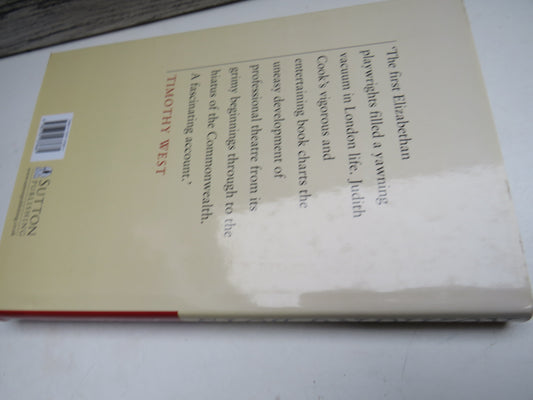 'The first Elizabethan
playwrights filled a yawning
vacuum in London life. Judith
Cook's vigorous and
entertaining book charts the
uneasy development of
professional theatre from its
grimy beginnings through to the
hiatus of the Commonwealth.
A fascinating account.'
TIMOTHY WEST
SUTTON
PUBLISHING